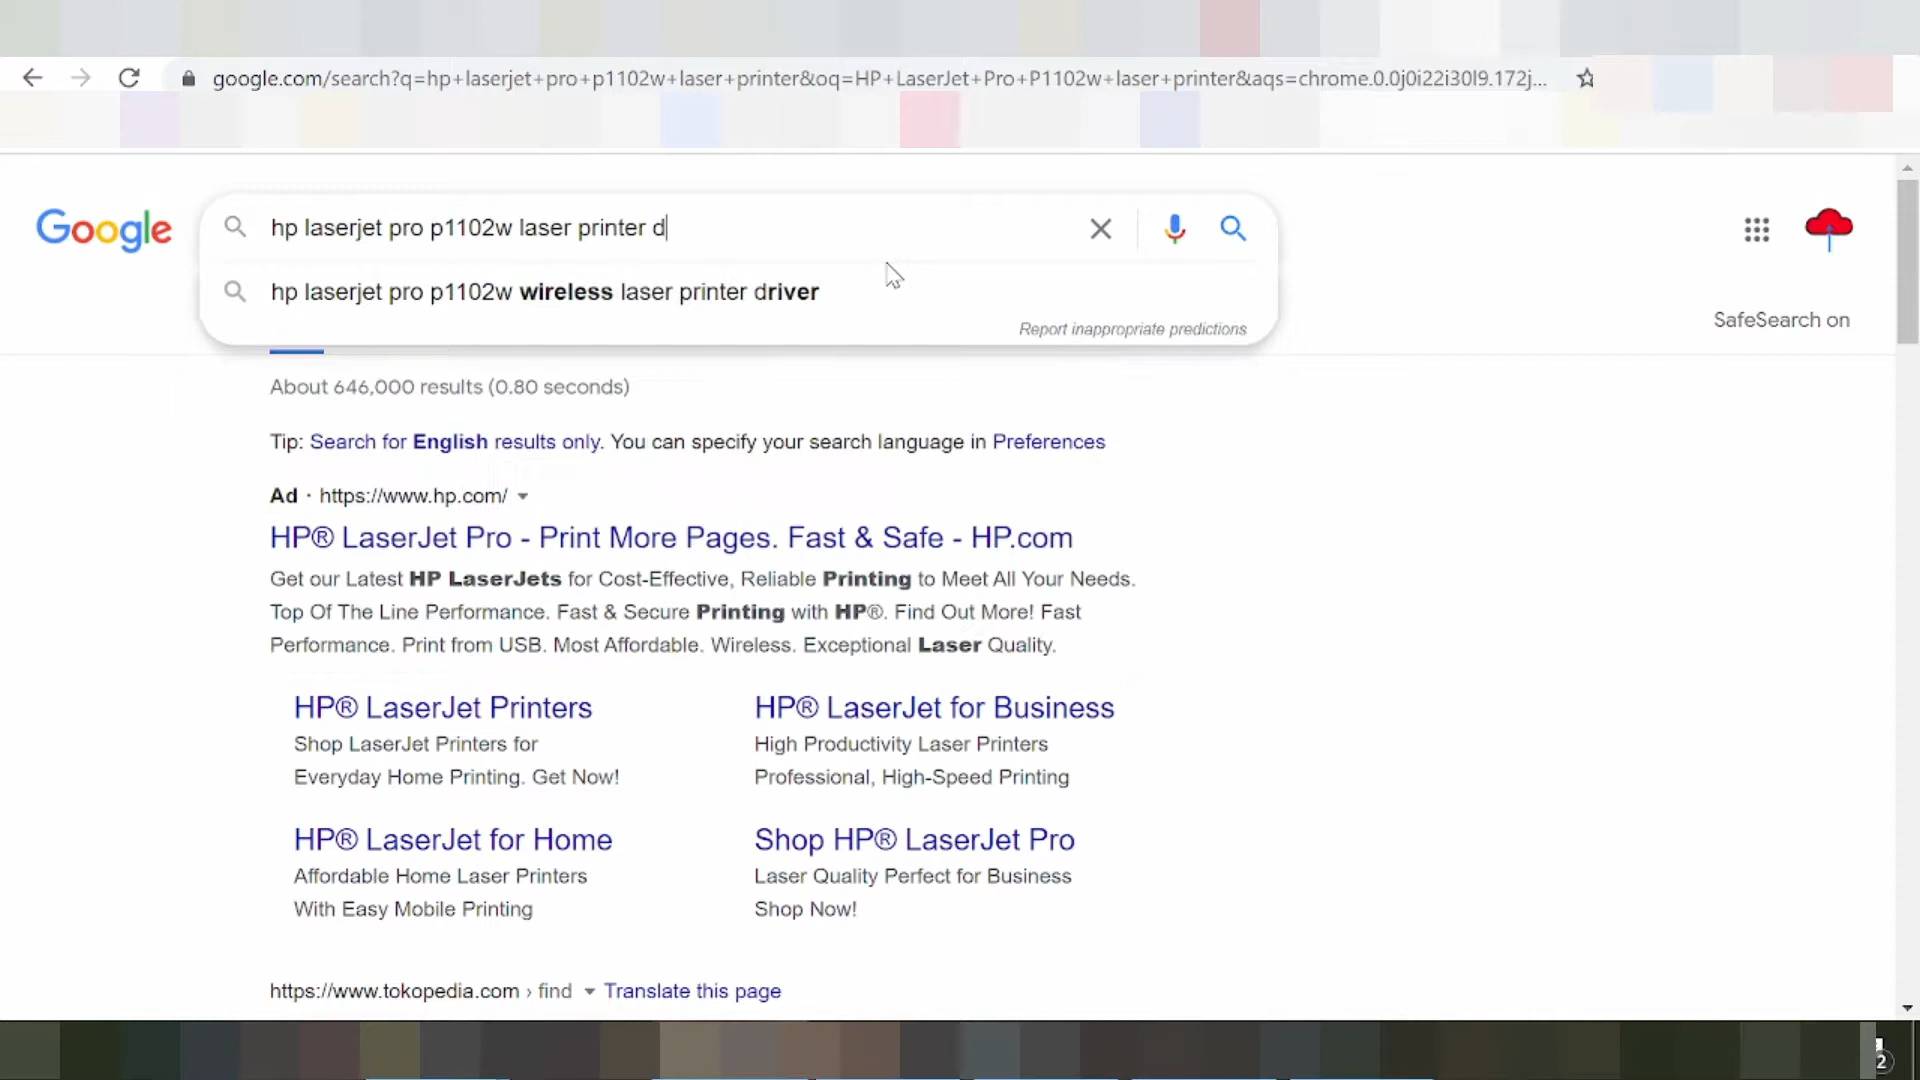 google.com/search?q=hp+laserjet+pro+p1102w+laser+printer&oq=HP+LaserJet+Pro+P1102w+laser+printer&aqs=chrome.0.0j0i22i30l9.172j...
Google
hp laserjet pro p1102w laser printer d
hp laserjet pro p1102w wireless laser printer driver
Report inappropriate predictions
SafeSearch on
About 646,000 results (0.80 seconds)
Tip: Search for English results only. You can specify your search language in Preferences
Ad · https://www.hp.com/
HP® LaserJet Pro - Print More Pages. Fast & Safe - HP.com
Get our Latest HP LaserJets for Cost-Effective, Reliable Printing to Meet All Your Needs.
Top Of The Line Performance. Fast & Secure Printing with HP®. Find Out More! Fast
Performance. Print from USB. Most Affordable. Wireless. Exceptional Laser Quality.
HP® LaserJet Printers
Shop LaserJet Printers for
Everyday Home Printing. Get Now!
HP® LaserJet for Business
High Productivity Laser Printers
Professional, High-Speed Printing
HP® LaserJet for Home
Affordable Home Laser Printers
With Easy Mobile Printing
Shop HP® LaserJet Pro
Laser Quality Perfect for Business
Shop Now!
https://www.tokopedia.com › find Translate this page
2